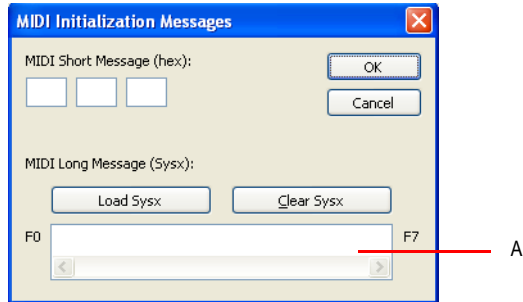 MIDI Initialization Messages
MIDI Short Message (hex):
OK
Cancel
MIDI Long Message (Sysx):
Load Sysx
Clear Sysx
F0
F7
A